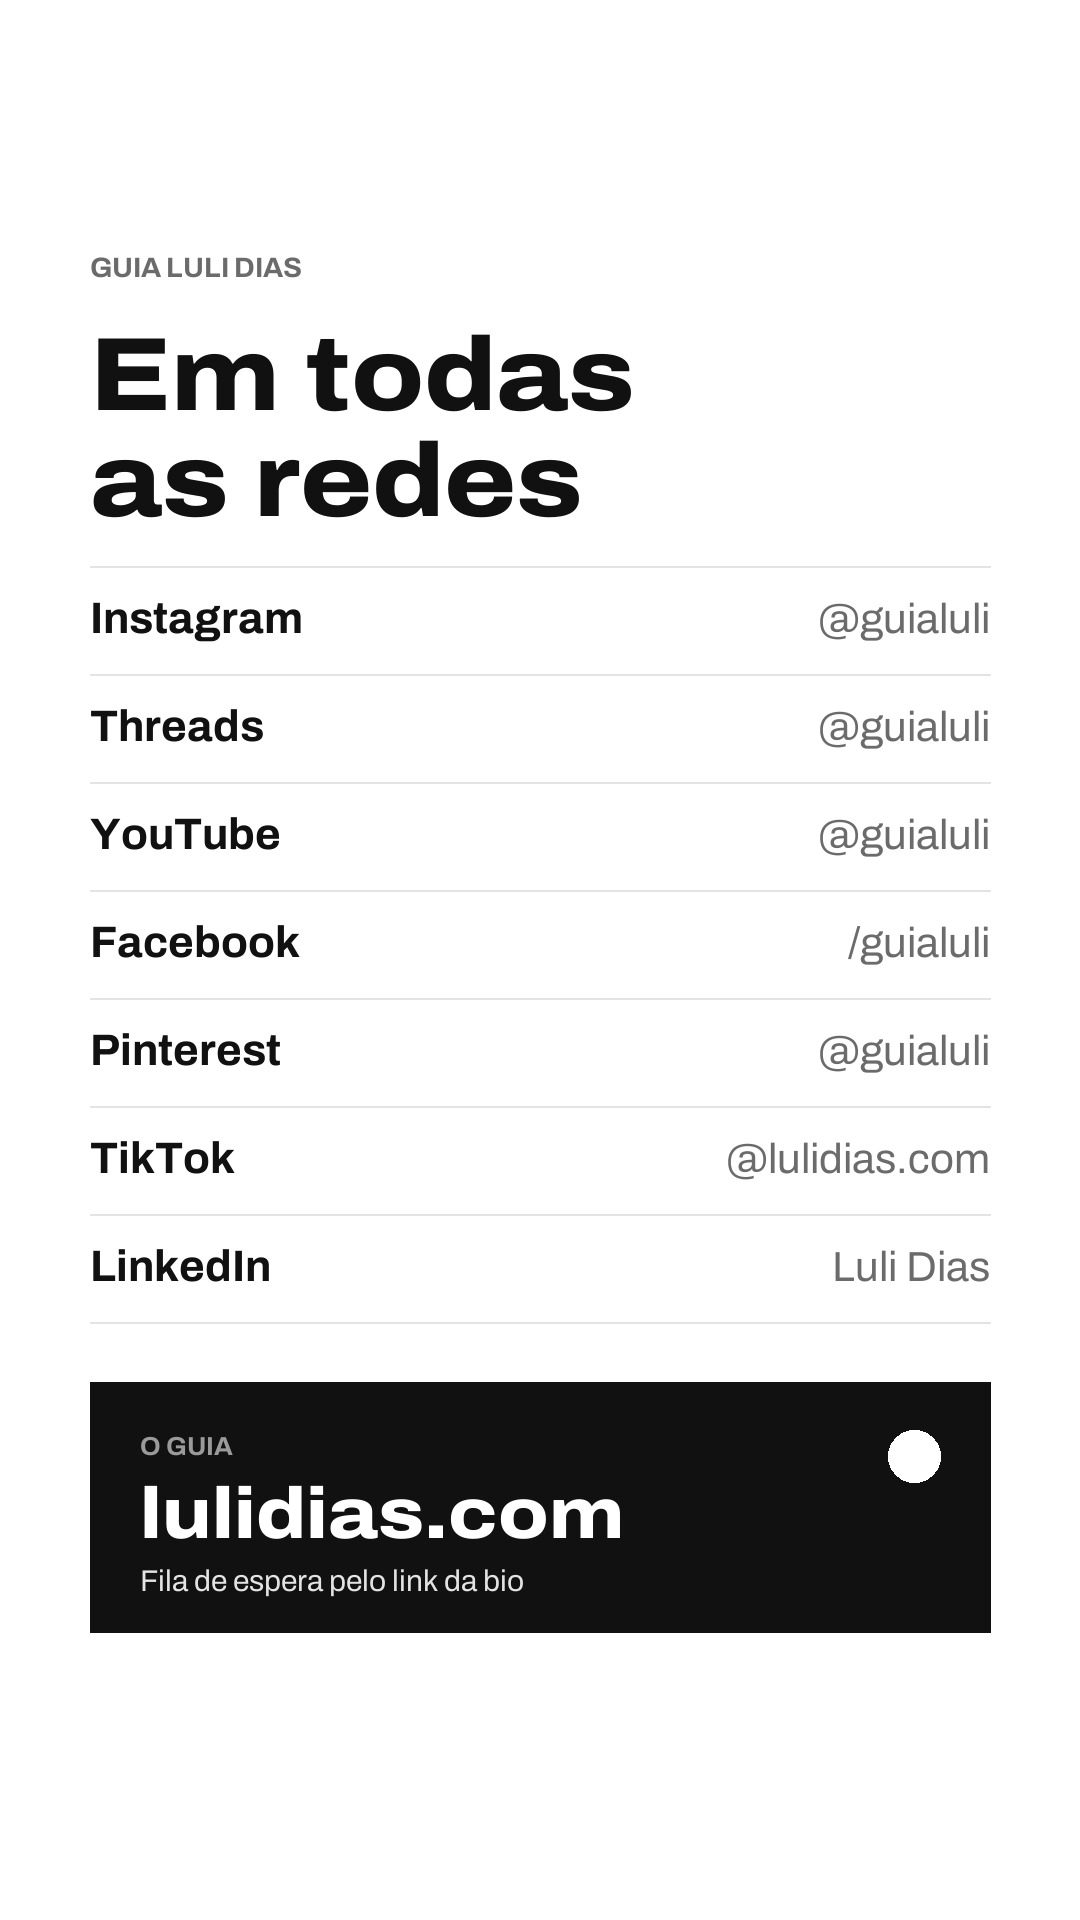 GUIA LULI DIAS
Em todas
as redes
Instagram @guialuli
Threads @guialuli
YouTube @guialuli
Facebook /guialuli
Pinterest @guialuli
TikTok @lulidias.com
LinkedIn Luli Dias
O GUIA
lulidias.com
Fila de espera pelo link da bio